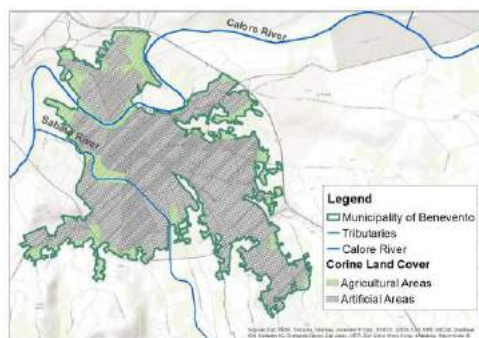 Calore River
Sabato River
Legend
Municipality of Benevento
Tributaries
Calore River
Corine Land Cover
Agricultural Areas
Artificial Areas